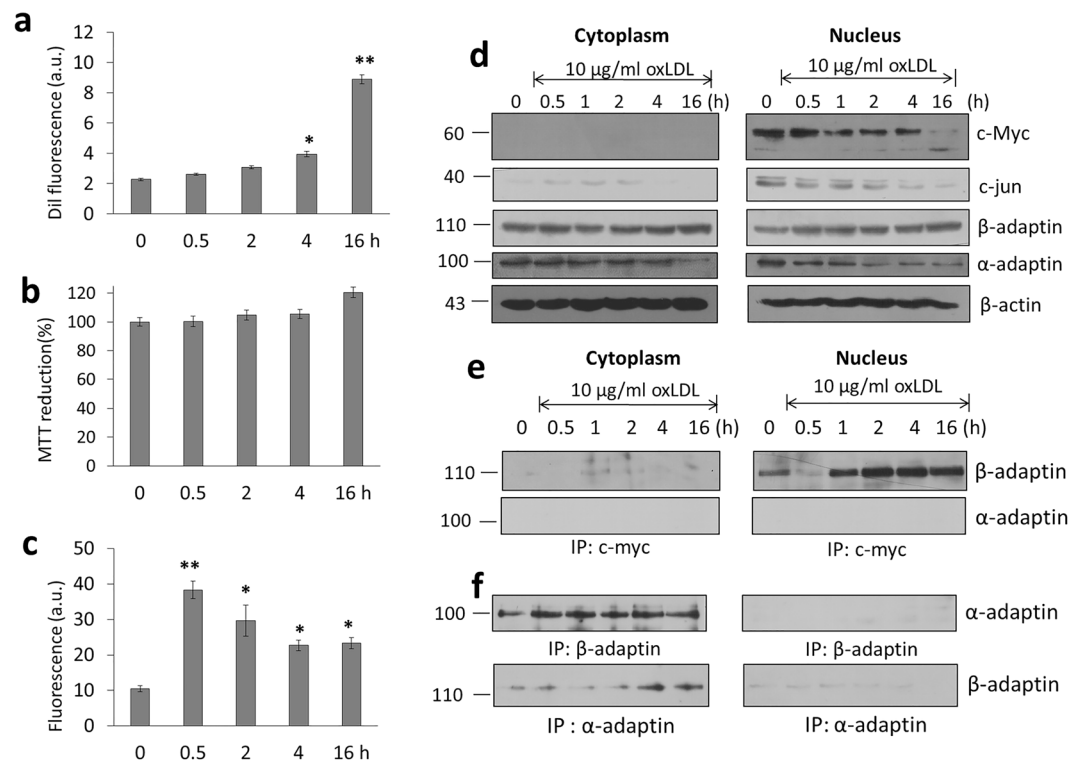 a
DiI fluorescence (a.u.)
12
10
8
6
4
2
0
*
**
0 0.5 2 4 16 h
b
MTT reduction(%)
120
100
80
60
40
20
0
0 0.5 2 4 16 h
c
Fluorescence (a.u.)
50
40
30
20
10
0
**
*
*
*
0 0.5 2 4 16 h
d
Cytoplasm Nucleus
10 µg/ml oxLDL 10 µg/ml oxLDL
0 0.5 1 2 4 16 (h) 0 0.5 1 2 4 16 (h)
60 c-Myc
40 c-jun
110 β-adaptin
100 α-adaptin
43 β-actin
e
Cytoplasm Nucleus
10 µg/ml oxLDL 10 µg/ml oxLDL
0 0.5 1 2 4 16 (h) 0 0.5 1 2 4 16 (h)
110 β-adaptin
100 α-adaptin
IP: c-myc IP: c-myc
f
100 α-adaptin
IP: β-adaptin IP: β-adaptin
110 β-adaptin
IP : α-adaptin IP: α-adaptin